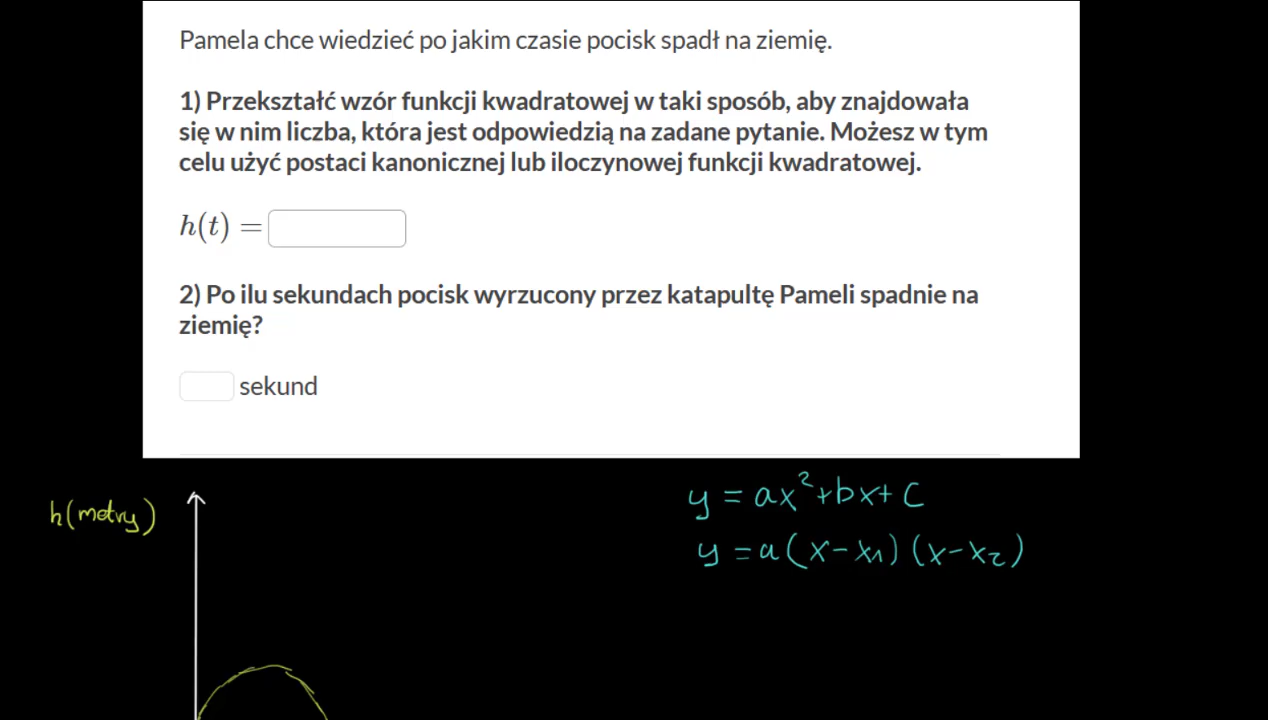 Pamela chce wiedzieć po jakim czasie pocisk spadł na ziemię.
1) Przekształć wzór funkcji kwadratowej w taki sposób, aby znajdowała
się w nim liczba, która jest odpowiedzią na zadane pytanie. Możesz w tym
celu użyć postaci kanonicznej lub iloczynowej funkcji kwadratowej.
h(t) =
2) Po ilu sekundach pocisk wyrzucony przez katapultę Pameli spadnie na
ziemię?
sekund
h(metry)
y = ax²+bx+c
y = a(x-x₁)(x-x₂)